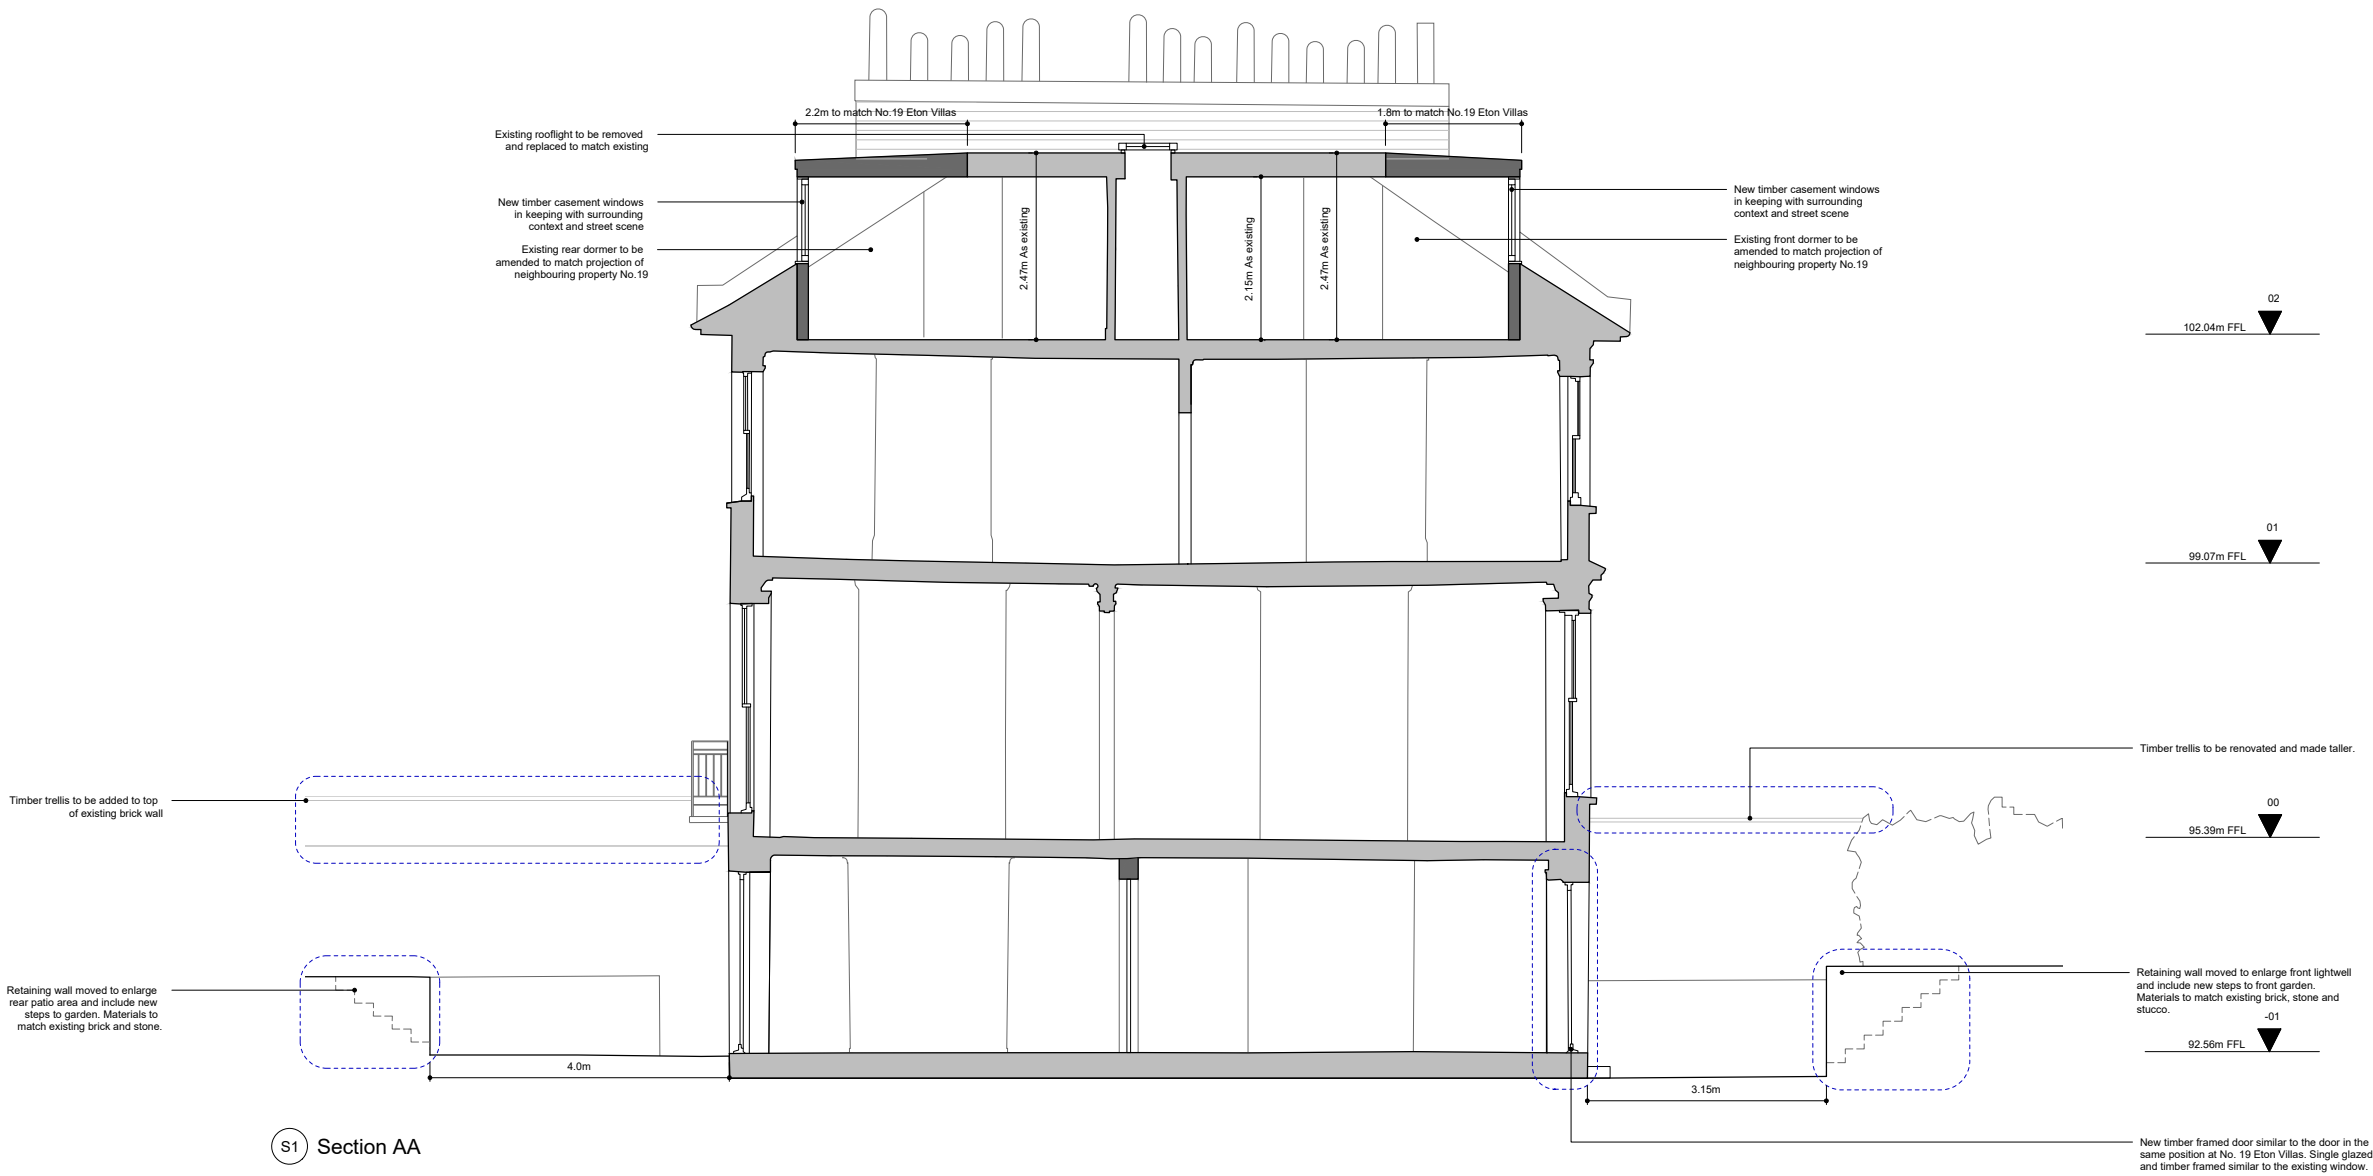 2.2m to match No.19 Eton Villas
1.8m to match No.19 Eton Villas
Existing rooflight to be removed
and replaced to match existing
New timber casement windows
in keeping with surrounding
context and street scene
Existing rear dormer to be
amended to match projection of
neighbouring property No.19
2.47m As existing
2.15m As existing
2.47m As existing
New timber casement windows
in keeping with surrounding
context and street scene
Existing front dormer to be
amended to match projection of
neighbouring property No.19
02
102.04m FFL
01
99.07m FFL
Timber trellis to be renovated and made taller.
Timber trellis to be added to top
of existing brick wall
00
95.39m FFL
Retaining wall moved to enlarge
rear patio area and include new
steps to garden. Materials to
match existing brick and stone.
Retaining wall moved to enlarge front lightwell
and include new steps to front garden.
Materials to match existing brick, stone and
stucco.
-01
92.56m FFL
4.0m
3.15m
S1 Section AA
New timber framed door similar to the door in the
same position at No. 19 Eton Villas. Single glazed
and timber framed similar to the existing window.